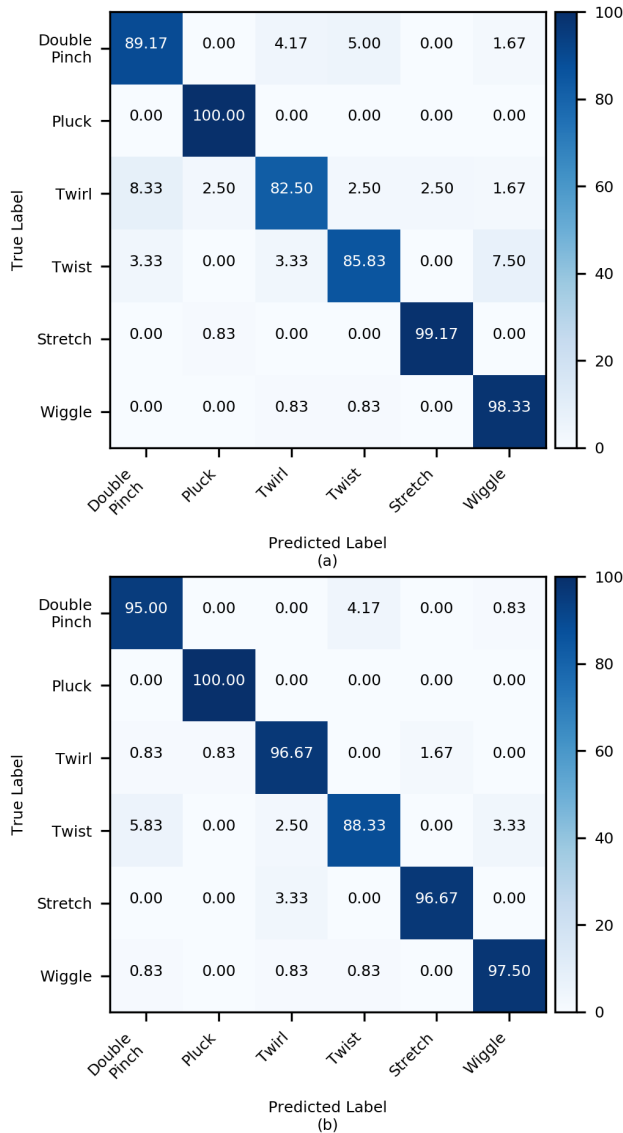 100
Double
Pinch
89.17 0.00 4.17 5.00 0.00 1.67
80
Pluck
0.00 100.00 0.00 0.00 0.00 0.00
60
True Label
Twirl
8.33 2.50 82.50 2.50 2.50 1.67
40
Twist
3.33 0.00 3.33 85.83 0.00 7.50
Stretch
0.00 0.83 0.00 0.00 99.17 0.00
20
Wiggle
0.00 0.00 0.83 0.83 0.00 98.33
0
Double
Pinch
Pluck
Twirl
Twist
Stretch
Wiggle
Predicted Label
(a)
100
Double
Pinch
95.00 0.00 0.00 4.17 0.00 0.83
80
Pluck
0.00 100.00 0.00 0.00 0.00 0.00
60
True Label
Twirl
0.83 0.83 96.67 0.00 1.67 0.00
40
Twist
5.83 0.00 2.50 88.33 0.00 3.33
Stretch
0.00 0.00 3.33 0.00 96.67 0.00
20
Wiggle
0.83 0.00 0.83 0.83 0.00 97.50
0
Double
Pinch
Pluck
Twirl
Twist
Stretch
Wiggle
Predicted Label
(b)